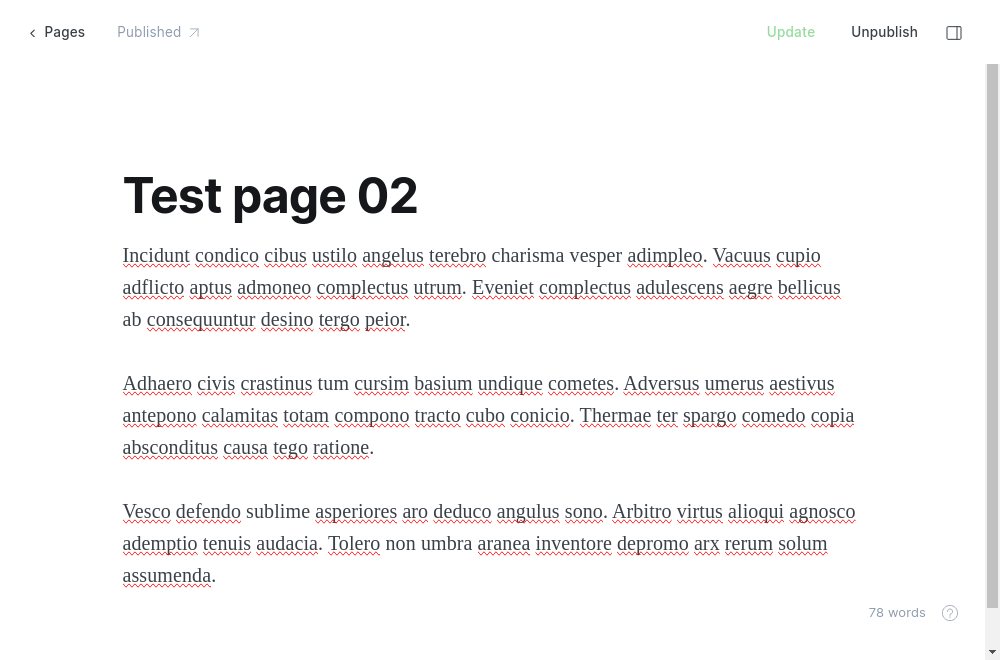 Pages
Published
Update
Unpublish
Test page 02
Incidunt condico cibus ustilo angelus terebro charisma vesper adimpleo. Vacuus cupio
adflicto aptus admoneo complectus utrum. Eveniet complectus adulescens aegre bellicus
ab consequuntur desino tergo peior.
Adhaero civis crastinus tum cursim basium undique cometes. Adversus umerus aestivus
antepono calamitas totam compono tracto cubo conicio. Thermae ter spargo comedo copia
absconditus causa tego ratione.
Vesco defendo sublime asperiores aro deduco angulus sono. Arbitro virtus alioqui agnosco
ademptio tenuis audacia. Tolero non umbra aranea inventore depromo arx rerum solum
assumenda.
78 words
?